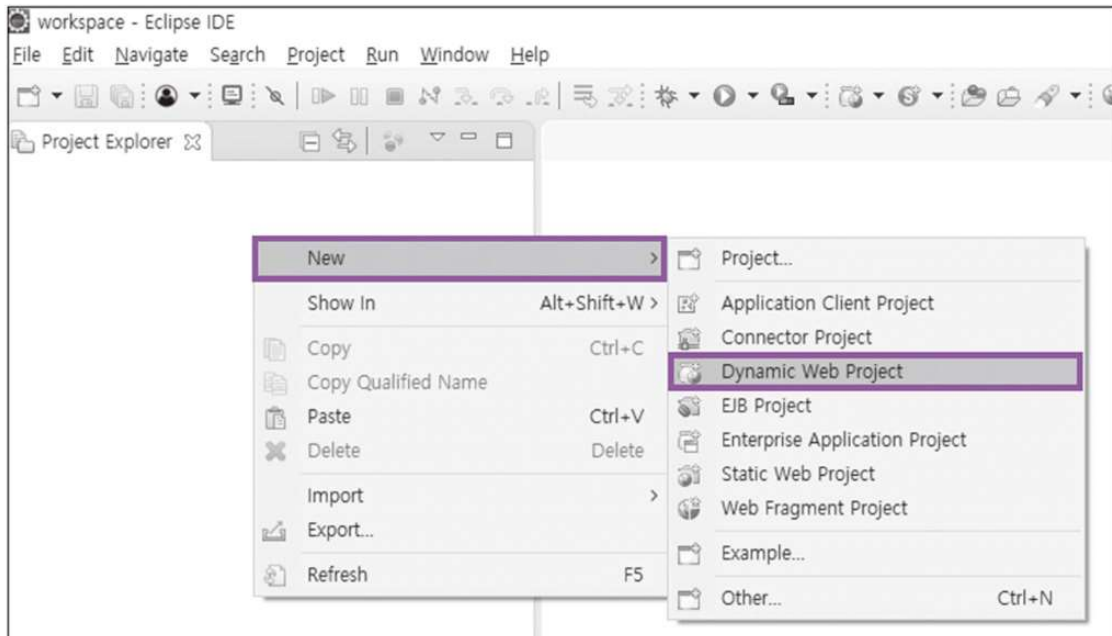 workspace - Eclipse IDE
File Edit Navigate Search Project Run Window Help
Project Explorer
New
Show In Alt+Shift+W
Copy Ctrl+C
Copy Qualified Name
Paste Ctrl+V
Delete Delete
Import
Export...
Refresh F5
Project...
Application Client Project
Connector Project
Dynamic Web Project
EJB Project
Enterprise Application Project
Static Web Project
Web Fragment Project
Example...
Other... Ctrl+N